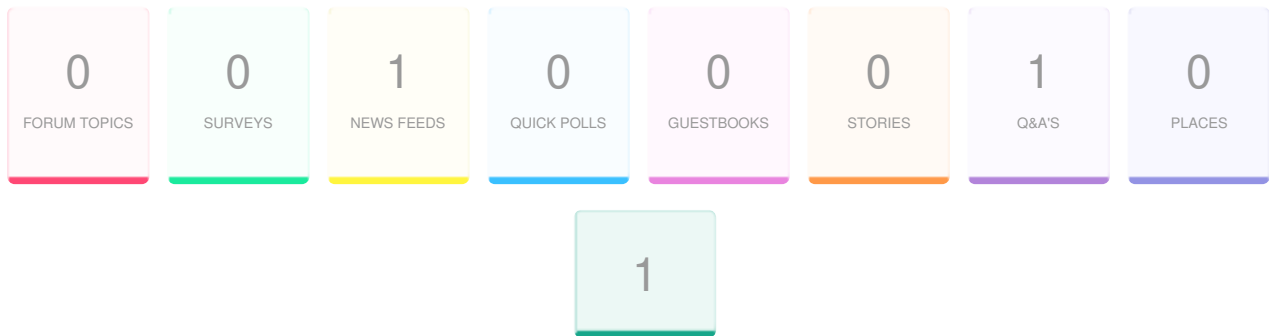 0 0 1 0 0 0 1 0
FORUM TOPICS SURVEYS NEWS FEEDS QUICK POLLS GUESTBOOKS STORIES Q&A'S PLACES
1